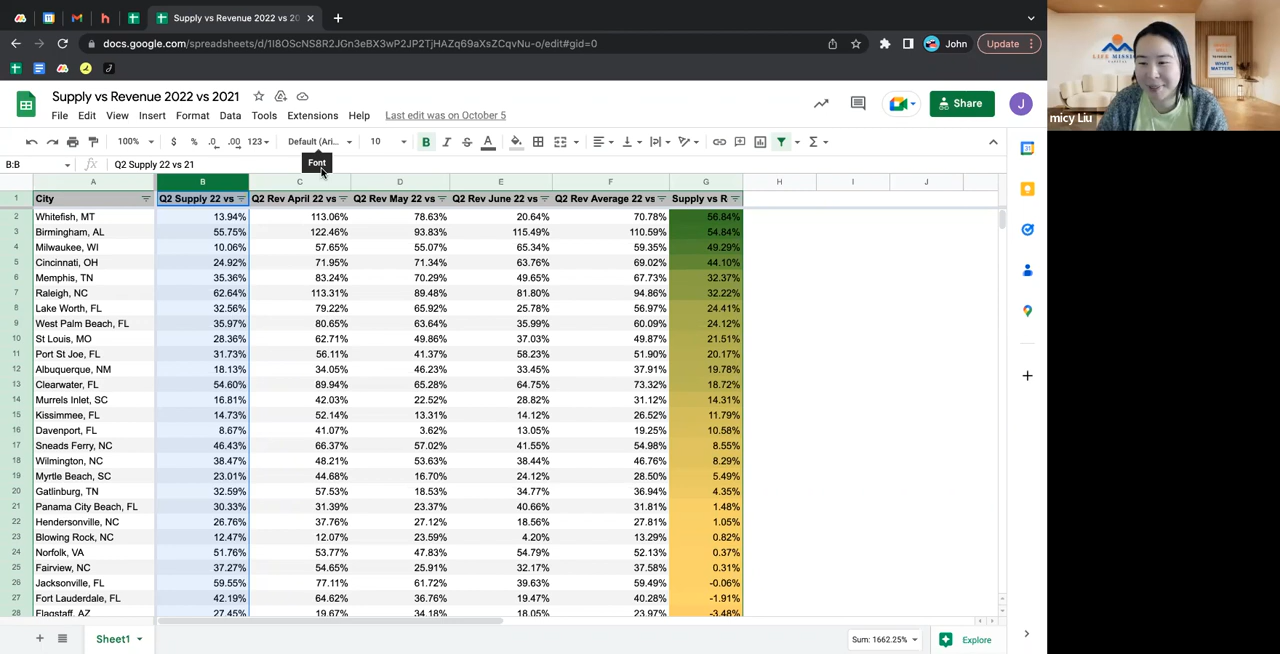 Supply vs Revenue 2022 vs 20
docs.google.com/spreadsheets/d/1I8OScNS8R2JGn3eBX3wP2JP2TjHAZq69aXsZCqvNu-o/edit#gid=0
John
Update
Supply vs Revenue 2022 vs 2021
File Edit View Insert Format Data Tools Extensions Help Last edit was on October 5
Share
J
100% $ % .0 .00 123 Default (Ari... 10 B I S A
B:B fx Q2 Supply 22 vs 21
Font
A B C D E F G H I J
1 City Q2 Supply 22 vs Q2 Rev April 22 vs Q2 Rev May 22 vs Q2 Rev June 22 vs Q2 Rev Average 22 vs Supply vs R
2 Whitefish, MT 13.94% 113.06% 78.63% 20.64% 70.78% 56.84%
3 Birmingham, AL 55.75% 122.46% 93.83% 115.49% 110.59% 54.84%
4 Milwaukee, WI 10.06% 57.65% 55.07% 65.34% 59.35% 49.29%
5 Cincinnati, OH 24.92% 71.95% 71.34% 63.76% 69.02% 44.10%
6 Memphis, TN 35.36% 83.24% 70.29% 49.65% 67.73% 32.37%
7 Raleigh, NC 62.64% 113.31% 89.48% 81.80% 94.86% 32.22%
8 Lake Worth, FL 32.56% 79.22% 65.92% 25.78% 56.97% 24.41%
9 West Palm Beach, FL 35.97% 80.65% 63.64% 35.99% 60.09% 24.12%
10 St Louis, MO 28.36% 62.71% 49.86% 37.03% 49.87% 21.51%
11 Port St Joe, FL 31.73% 56.11% 41.37% 58.23% 51.90% 20.17%
12 Albuquerque, NM 18.13% 34.05% 46.23% 33.45% 37.91% 19.78%
13 Clearwater, FL 54.60% 89.94% 65.28% 64.75% 73.32% 18.72%
14 Murrels Inlet, SC 16.81% 42.03% 22.52% 28.82% 31.12% 14.31%
15 Kissimmee, FL 14.73% 52.14% 13.31% 14.12% 26.52% 11.79%
16 Davenport, FL 8.67% 41.07% 3.62% 13.05% 19.25% 10.58%
17 Sneads Ferry, NC 46.43% 66.37% 57.02% 41.55% 54.98% 8.55%
18 Wilmington, NC 38.47% 48.21% 53.63% 38.44% 46.76% 8.29%
19 Myrtle Beach, SC 23.01% 44.68% 16.70% 24.12% 28.50% 5.49%
20 Gatlinburg, TN 32.59% 57.53% 18.53% 34.77% 36.94% 4.35%
21 Panama City Beach, FL 30.33% 31.39% 23.37% 40.66% 31.81% 1.48%
22 Hendersonville, NC 26.76% 37.76% 27.12% 18.56% 27.81% 1.05%
23 Blowing Rock, NC 12.47% 12.07% 23.59% 4.20% 13.29% 0.82%
24 Norfolk, VA 51.76% 53.77% 47.83% 54.79% 52.13% 0.37%
25 Fairview, NC 37.27% 54.65% 25.91% 32.17% 37.58% 0.31%
26 Jacksonville, FL 59.55% 77.11% 61.72% 39.63% 59.49% -0.06%
27 Fort Lauderdale, FL 42.19% 64.62% 36.76% 19.47% 40.28% -1.91%
28 Flagstaff, AZ 27.45% 19.67% 34.18% 18.05% 23.97% -3.48%
Sheet1
Sum: 1662.25%
Explore
LIFE MISSI
WHAT
MATTERS
micy Liu